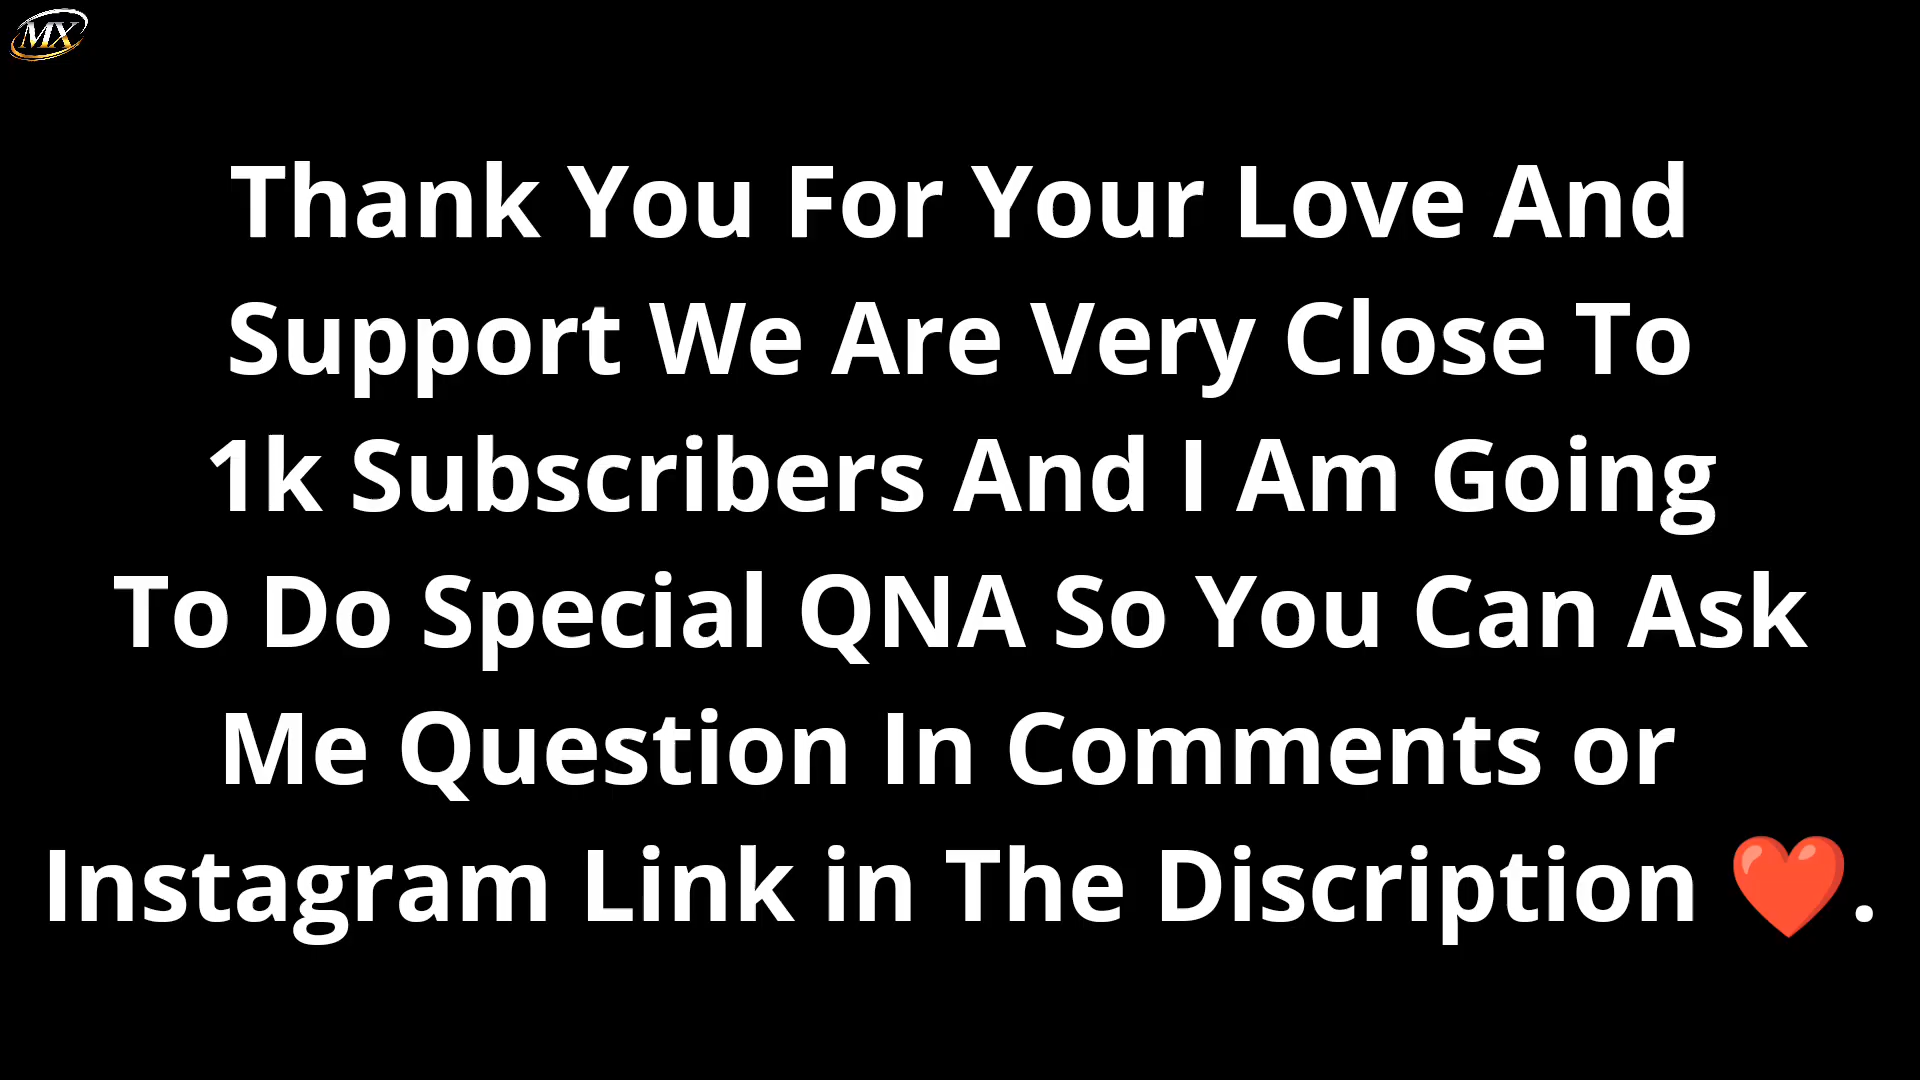 MX
Thank You For Your Love And
Support We Are Very Close To
1k Subscribers And I Am Going
To Do Special QNA So You Can Ask
Me Question In Comments or
Instagram Link in The Discription ❤️.